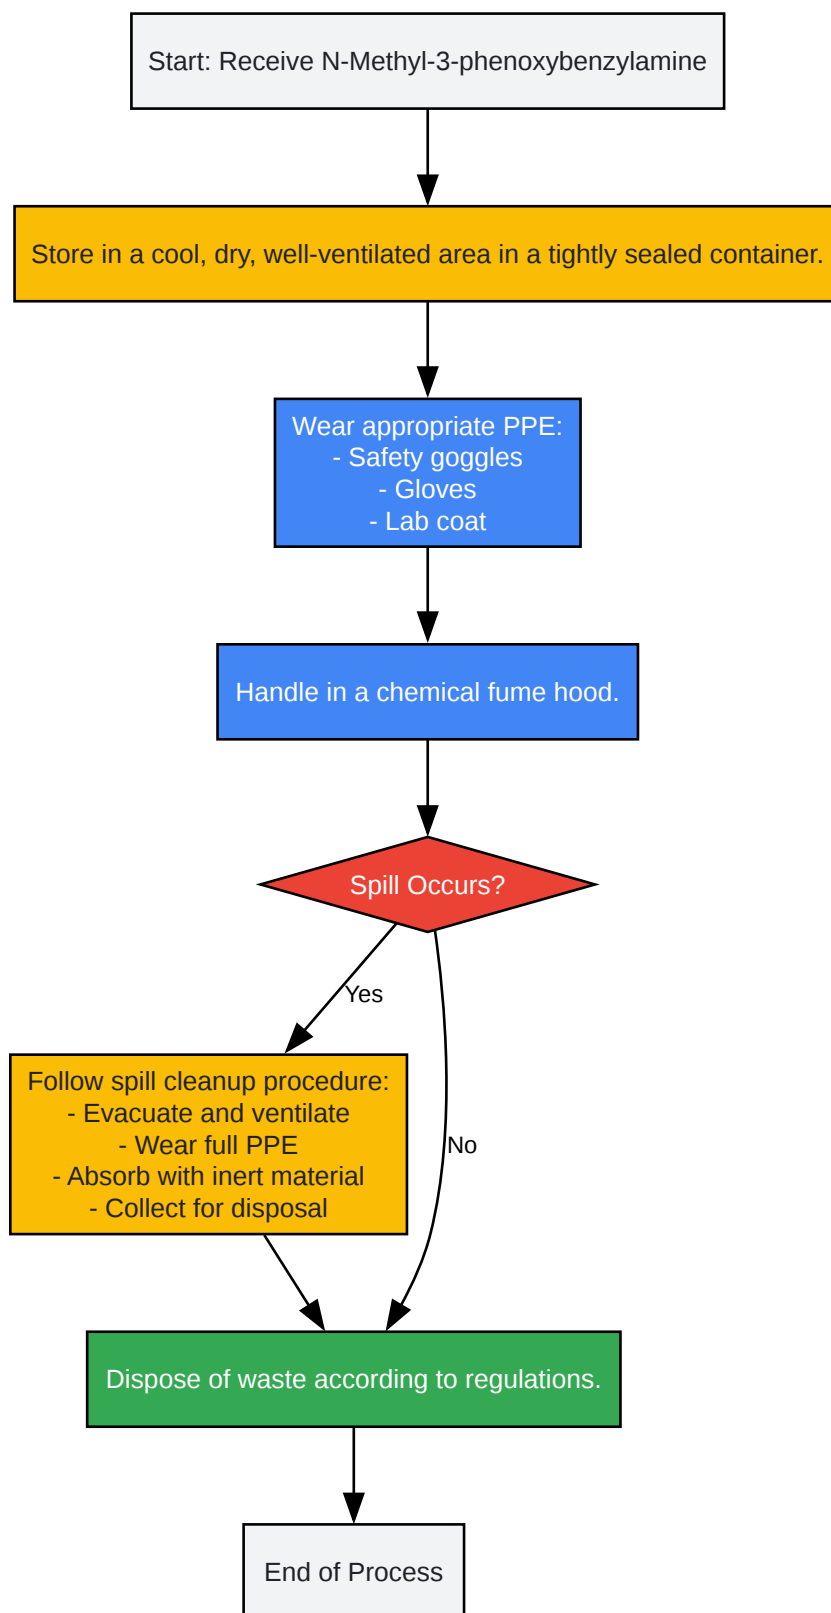 Start: Receive N-Methyl-3-phenoxybenzylamine
Store in a cool, dry, well-ventilated area in a tightly sealed container.
Wear appropriate PPE:
- Safety goggles
- Gloves
- Lab coat
Handle in a chemical fume hood.
Spill Occurs?
Yes
Follow spill cleanup procedure:
- Evacuate and ventilate
- Wear full PPE
- Absorb with inert material
- Collect for disposal
No
Dispose of waste according to regulations.
End of Process